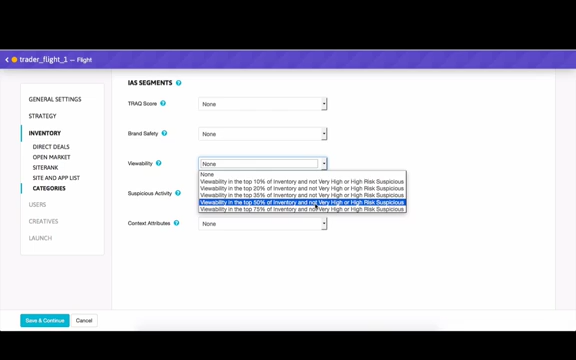 trader_flight_1 — Flight
IAS SEGMENTS
GENERAL SETTINGS
STRATEGY
INVENTORY
DIRECT DEALS
OPEN MARKET
SITERANK
SITE AND APP LIST
CATEGORIES
USERS
CREATIVES
LAUNCH
TRAQ Score ? None
Brand Safety ? None
Viewability ? None
None
Viewability in the top 10% of Inventory and not Very High or High Risk Suspicious
Viewability in the top 20% of Inventory and not Very High or High Risk Suspicious
Viewability in the top 35% of Inventory and not Very High or High Risk Suspicious
Viewability in the top 50% of Inventory and not Very High or High Risk Suspicious
Viewability in the top 75% of Inventory and not Very High or High Risk Suspicious
Suspicious Activity ?
Context Attributes ? None
Save & Continue Cancel